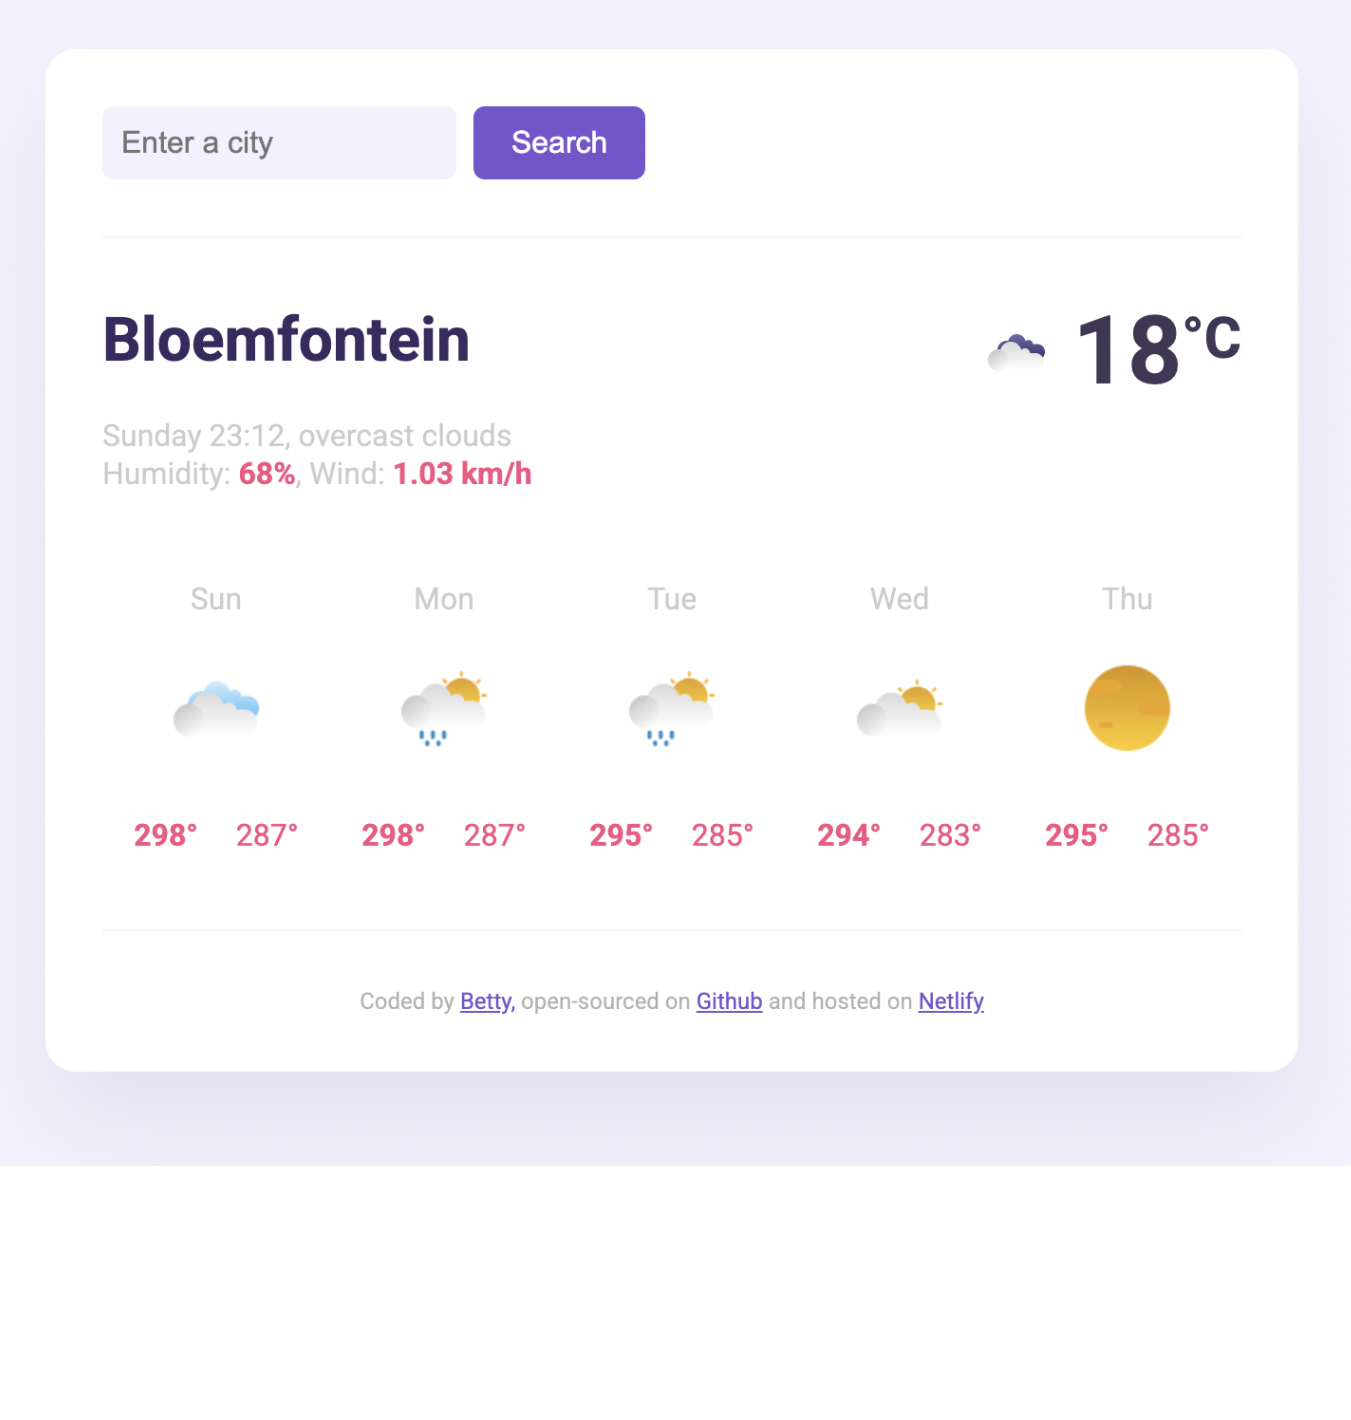 Enter a city Search
Bloemfontein 18°C
Sunday 23:12, overcast clouds
Humidity: 68%, Wind: 1.03 km/h
Sun Mon Tue Wed Thu
298° 287° 298° 287° 295° 285° 294° 283° 295° 285°
Coded by Betty, open-sourced on Github and hosted on Netlify